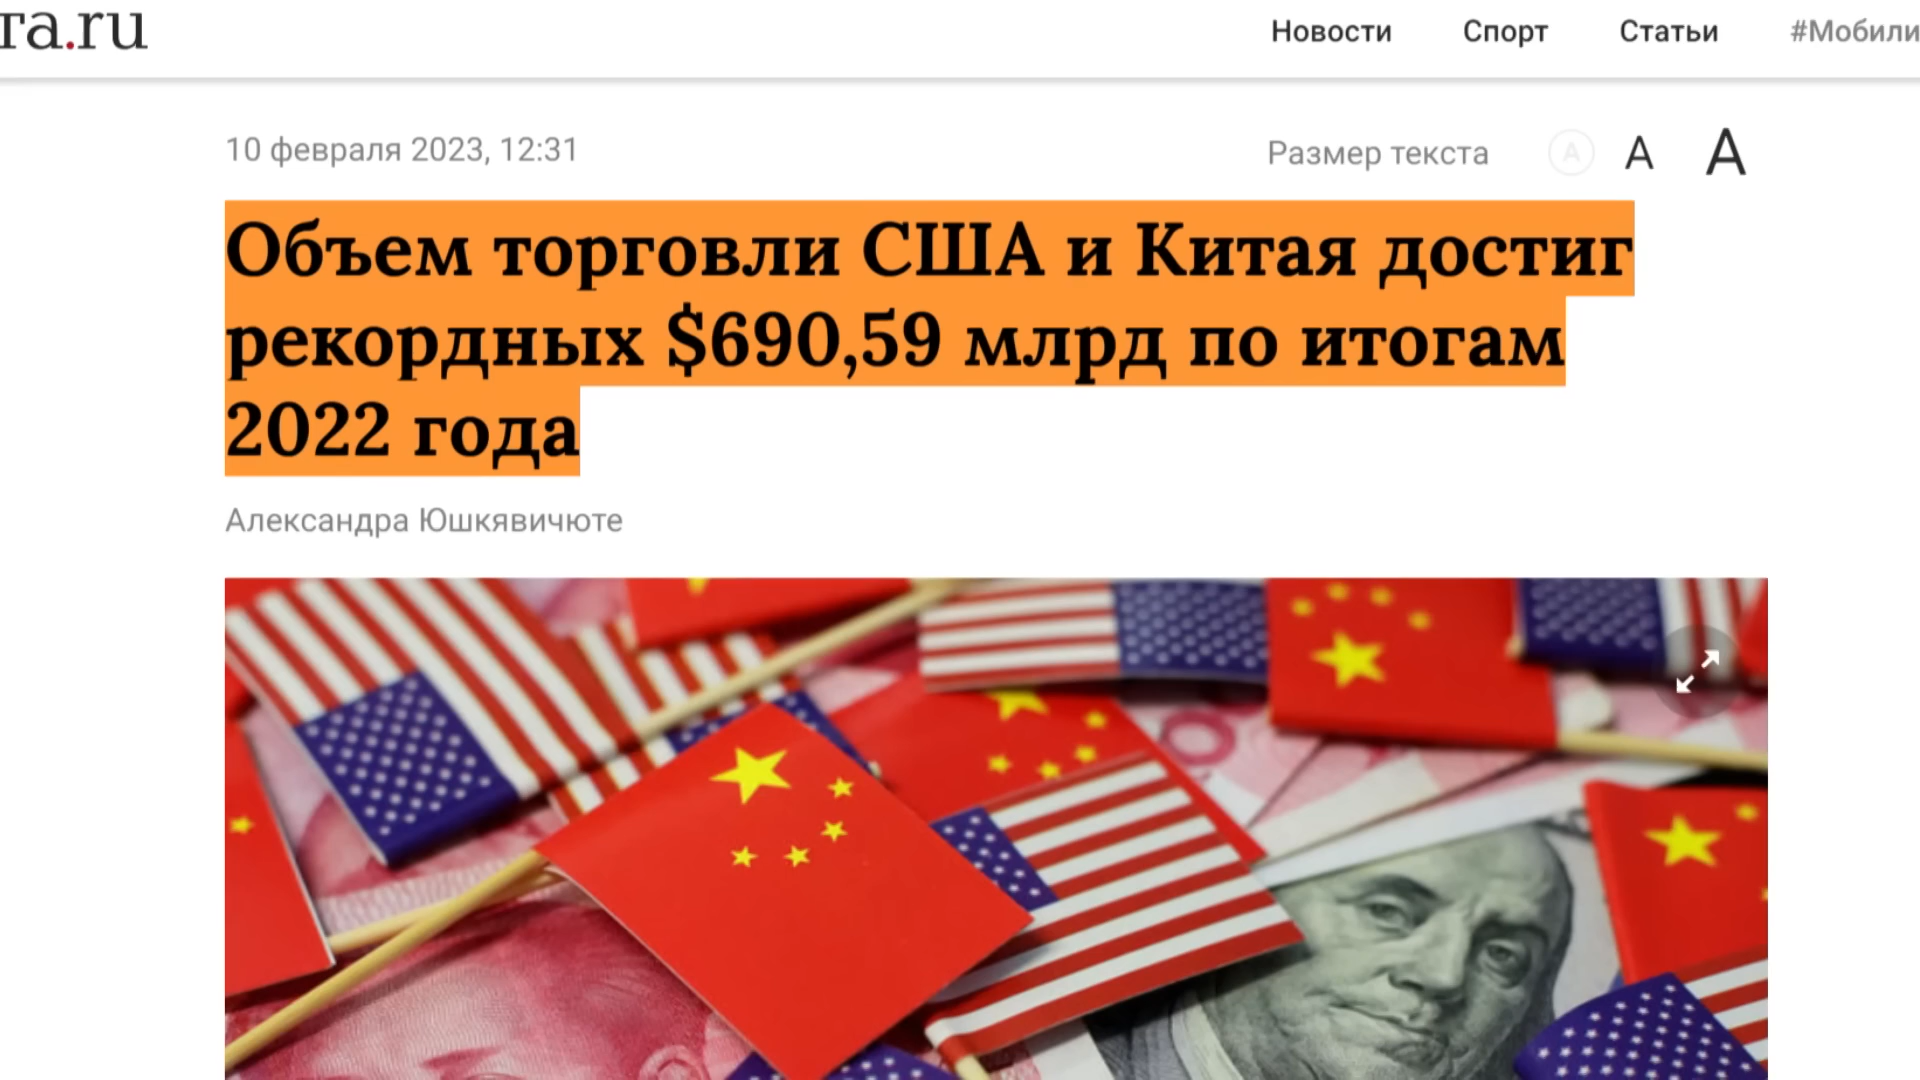 та.ru
Новости Спорт Статьи #Мобили
10 февраля 2023, 12:31 Размер текста A A A
Объем торговли США и Китая достиг
рекордных $690,59 млрд по итогам
2022 года
Александра Юшкявичюте